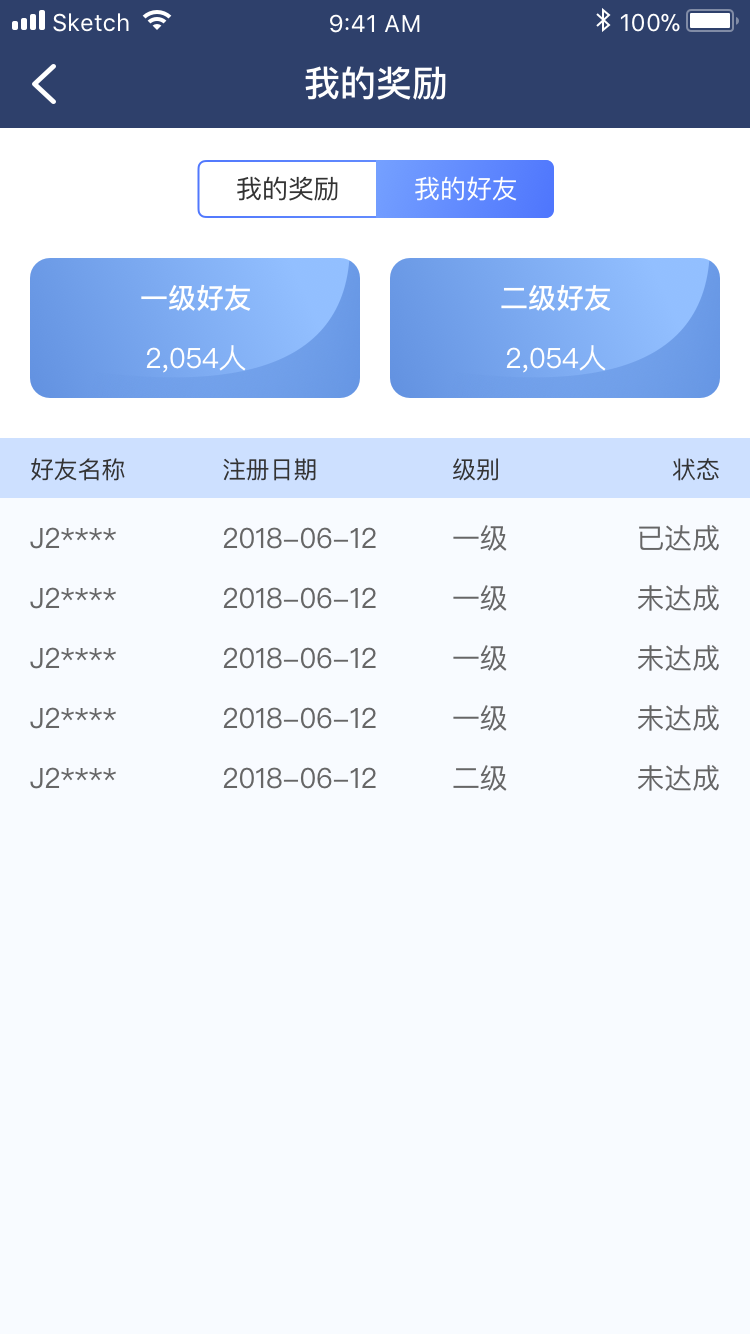 Sketch 9:41 AM 100%
我的奖励
我的奖励 我的好友
一级好友 二级好友
2,054人 2,054人
好友名称 注册日期 级别 状态
J2**** 2018-06-12 一级 已达成
J2**** 2018-06-12 一级 未达成
J2**** 2018-06-12 一级 未达成
J2**** 2018-06-12 一级 未达成
J2**** 2018-06-12 二级 未达成